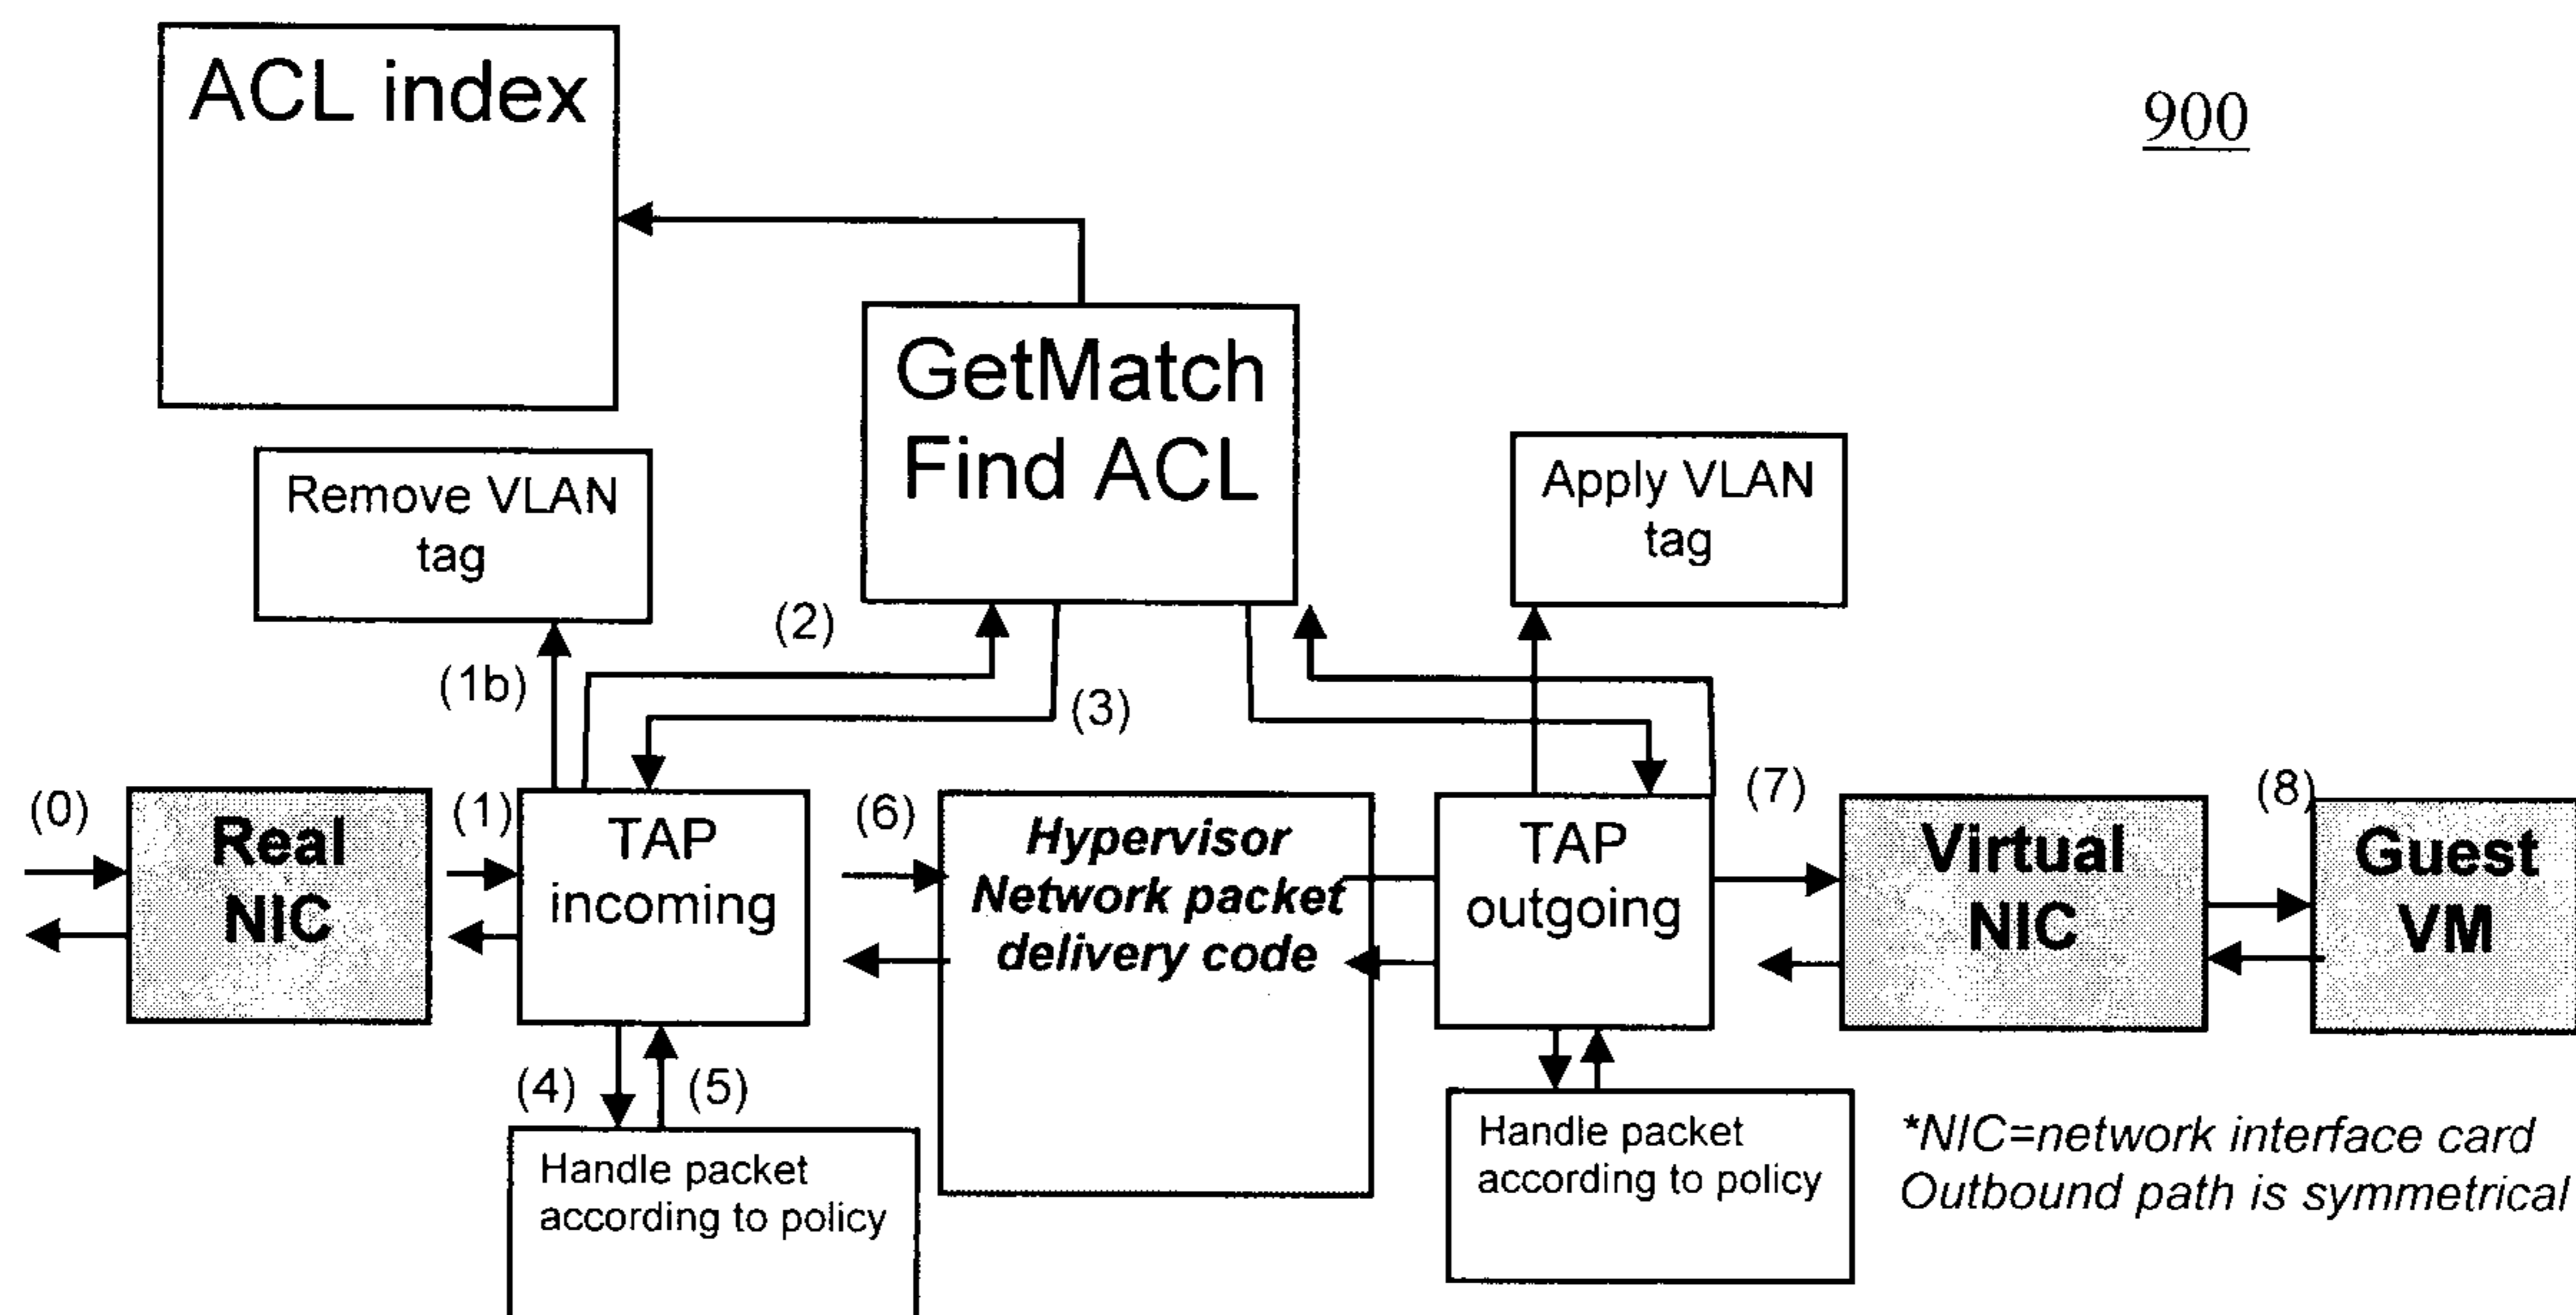 ACL index
900
GetMatch
Find ACL
Remove VLAN
tag
Apply VLAN
tag
(2)
(1b)
(3)
(0)
Real
NIC
(1)
TAP
incoming
(6)
Hypervisor
Network packet
delivery code
TAP
outgoing
(7)
Virtual
NIC
(8)
Guest
VM
(4)
(5)
Handle packet
according to policy
Handle packet
according to policy
*NIC=network interface card
Outbound path is symmetrical